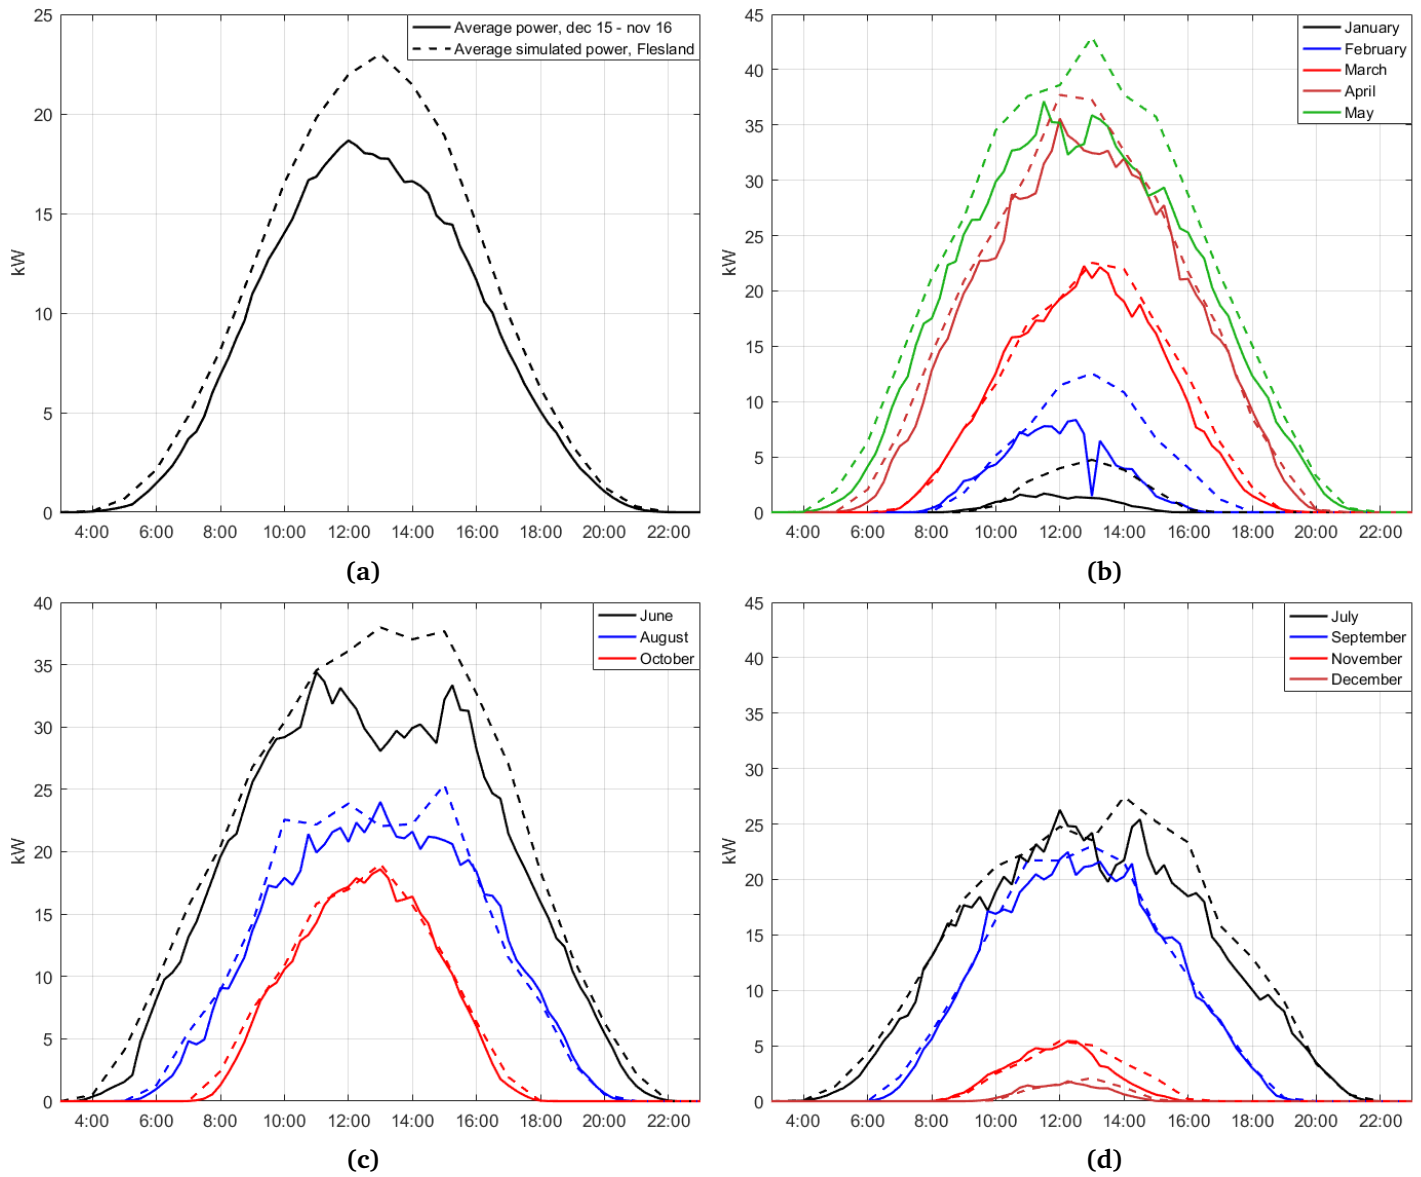 25
20
15
10
5
0
kW
Average power, dec 15 - nov 16
Average simulated power, Flesland
4:00 6:00 8:00 10:00 12:00 14:00 16:00 18:00 20:00 22:00
(a)
45
40
35
30
25
20
15
10
5
0
kW
January
February
March
April
May
4:00 6:00 8:00 10:00 12:00 14:00 16:00 18:00 20:00 22:00
(b)
40
35
30
25
20
15
10
5
0
kW
June
August
October
4:00 6:00 8:00 10:00 12:00 14:00 16:00 18:00 20:00 22:00
(c)
45
40
35
30
25
20
15
10
5
0
kW
July
September
November
December
4:00 6:00 8:00 10:00 12:00 14:00 16:00 18:00 20:00 22:00
(d)